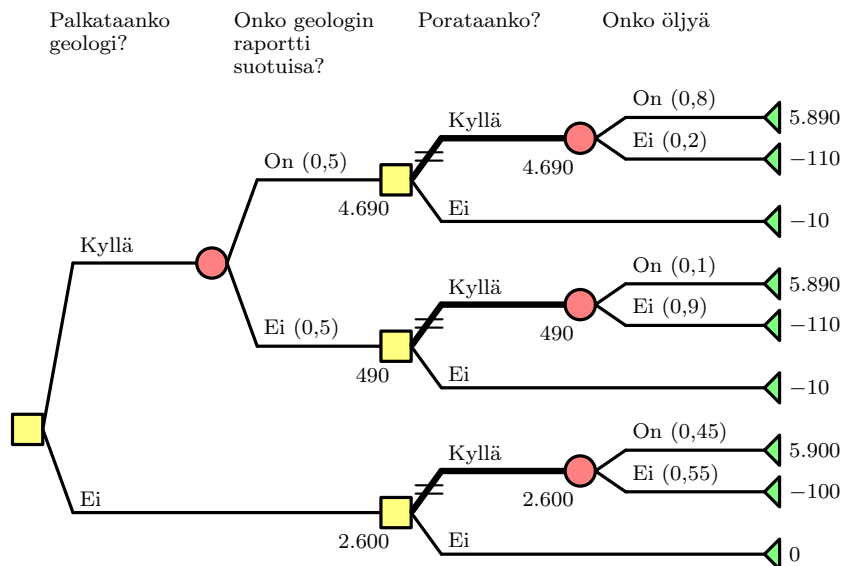 Palkataanko
geologi?
Onko geologin
raportti
suotuisa?
Porataanko?
Onko öljyä
On (0,8)
5.890
Kyllä
Ei (0,2)
−110
4.690
On (0,5)
4.690
Ei
−10
Kyllä
On (0,1)
5.890
Kyllä
Ei (0,9)
−110
490
Ei (0,5)
490
Ei
−10
On (0,45)
5.900
Kyllä
Ei (0,55)
−100
2.600
Ei
2.600
Ei
0